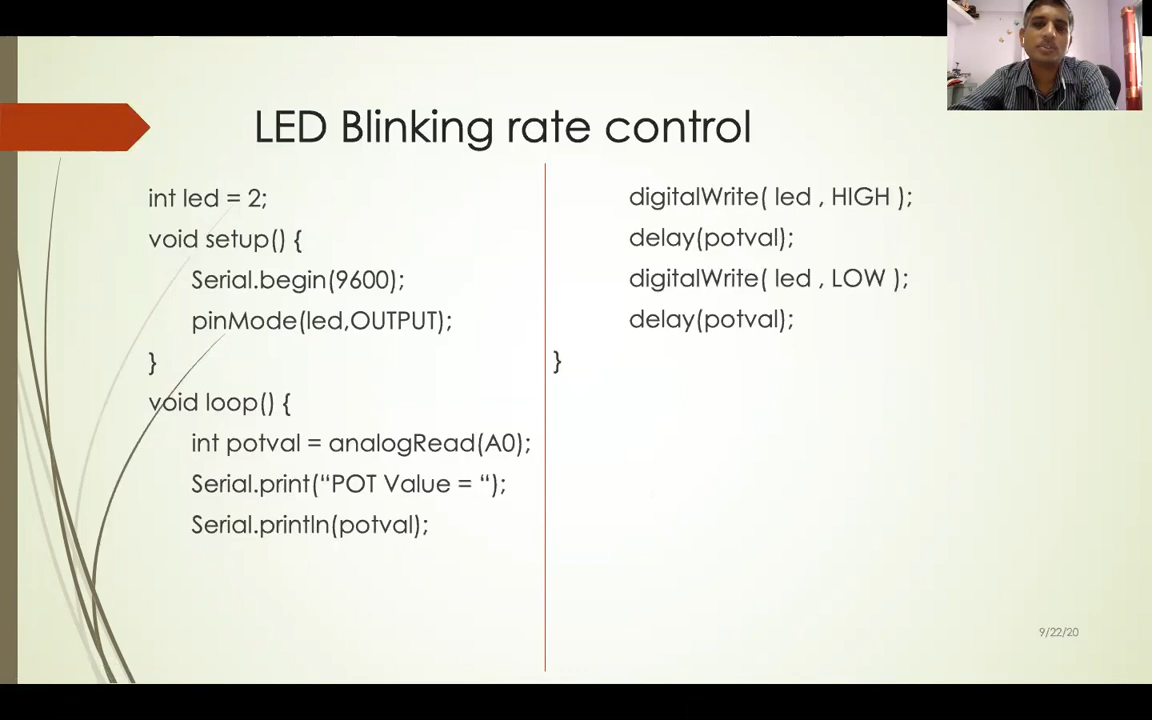 LED Blinking rate control
int led = 2;
void setup() {
Serial.begin(9600);
pinMode(led,OUTPUT);
}
void loop() {
int potval = analogRead(A0);
Serial.print(“POT Value = “);
Serial.println(potval);
digitalWrite( led , HIGH );
delay(potval);
digitalWrite( led , LOW );
delay(potval);
}
9/22/20